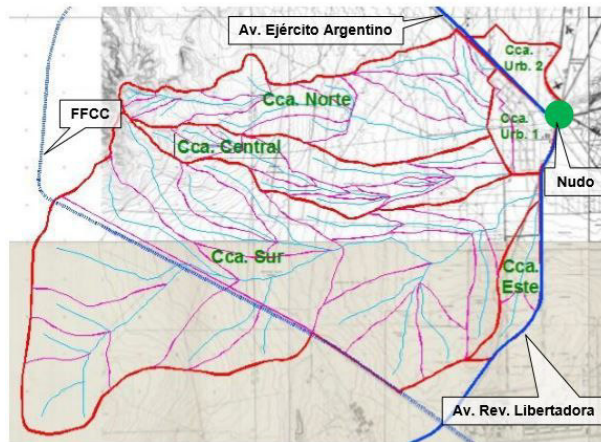 Av. Ejército Argentino
Cca.
Urb. 2
Cca. Norte
FFCC
Cca.
Urb. 1
Cca. Central
Nudo
Cca. Sur
Cca.
Este
Av. Rev. Libertadora